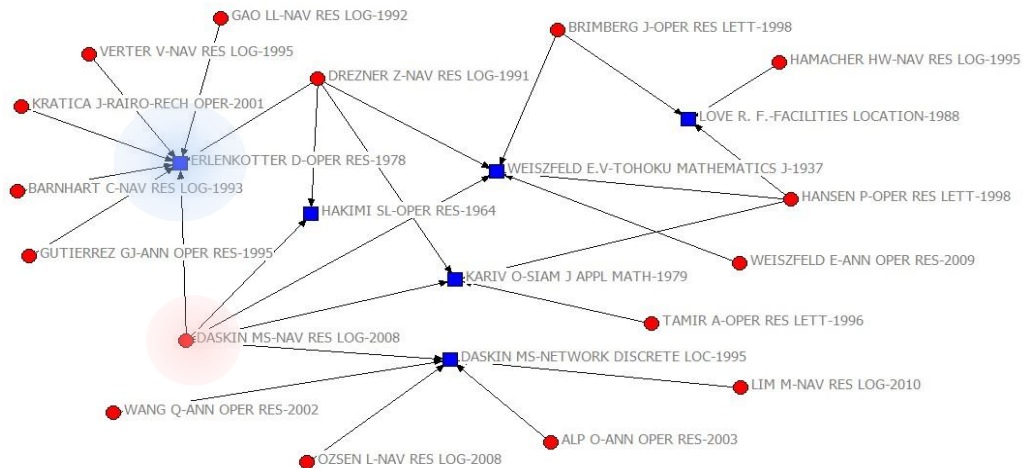 GAO LL-NAV RES LOG-1992
BRIMBERG J-OPER RES LETT-1998
VERTER V-NAV RES LOG-1995
HAMACHER HW-NAV RES LOG-1995
DREZNER Z-NAV RES LOG-1991
KRATICA J-RAIRO-RECH OPER-2001
LOVE R. F.-FACILITIES LOCATION-1988
ERLENKOTTER D-OPER RES-1978
WEISZFELD E.V-TOHOKU MATHEMATICS J-1937
BARNHART C-NAV RES LOG-1993
HANSEN P-OPER RES LETT-1998
HAKIMI SL-OPER RES-1964
GUTIERREZ GJ-ANN OPER RES-1995
WEISZFELD E-ANN OPER RES-2009
KARIV O-SIAM J APPL MATH-1979
TAMIR A-OPER RES LETT-1996
DASKIN MS-NAV RES LOG-2008
DASKIN MS-NETWORK DISCRETE LOC-1995
LIM M-NAV RES LOG-2010
WANG Q-ANN OPER RES-2002
ALP O-ANN OPER RES-2003
OZSEN L-NAV RES LOG-2008